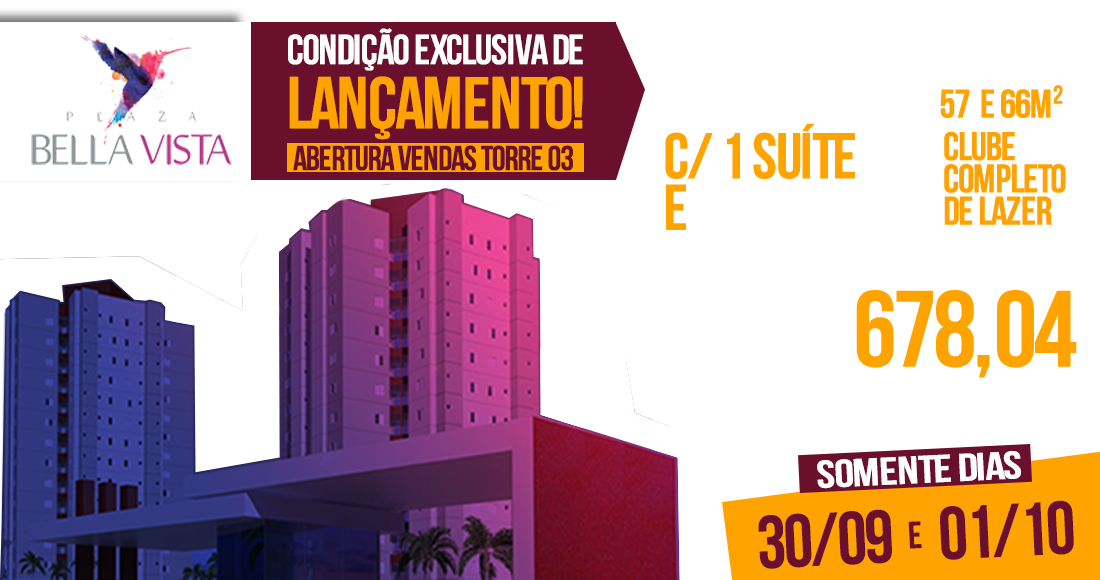 PLAZA
BELLA VISTA
CONDIÇÃO EXCLUSIVA DE
LANÇAMENTO!
ABERTURA VENDAS TORRE 03
C/ 1 SUÍTE
E
57 E 66M²
CLUBE
COMPLETO
DE LAZER
678,04
SOMENTE DIAS
30/09 E 01/10